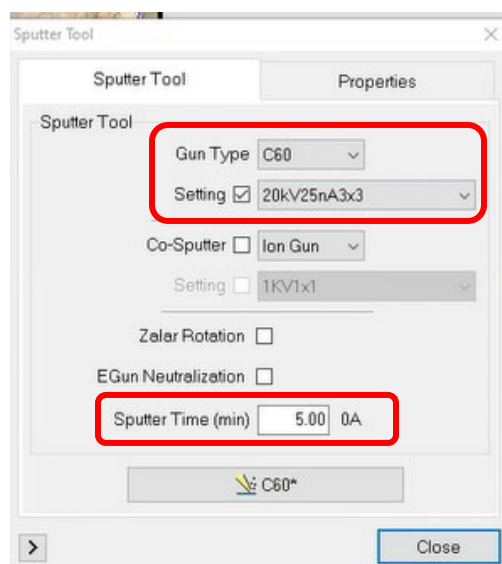 Sputter Tool
Sputter Tool Properties
Sputter Tool
Gun Type C60
Setting 20kV25nA3x3
Co-Sputter Ion Gun
Setting 1KV1x1
Zalar Rotation
EGun Neutralization
Sputter Time (min) 5.00 0A
C60*
> Close